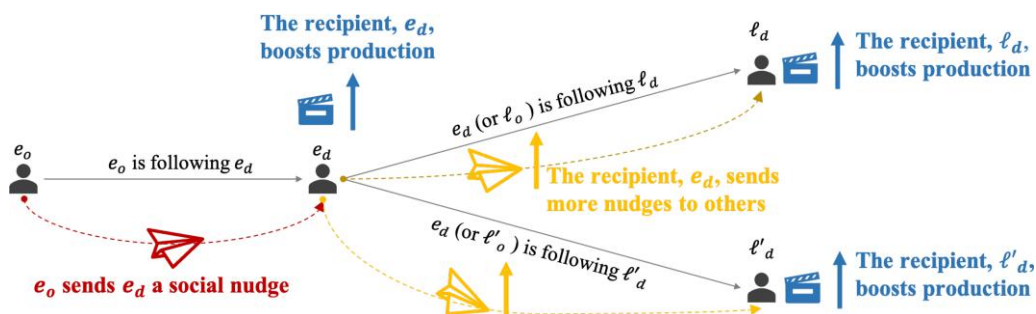 The recipient, e_d,
boosts production
ℓ_d
The recipient, ℓ_d,
boosts production
e_d (or ℓ_o ) is following ℓ_d
e_o
e_o is following e_d
e_d
The recipient, e_d, sends
more nudges to others
e_d (or ℓ'_o ) is following ℓ'_d
e_o sends e_d a social nudge
ℓ'_d
The recipient, ℓ'_d,
boosts production